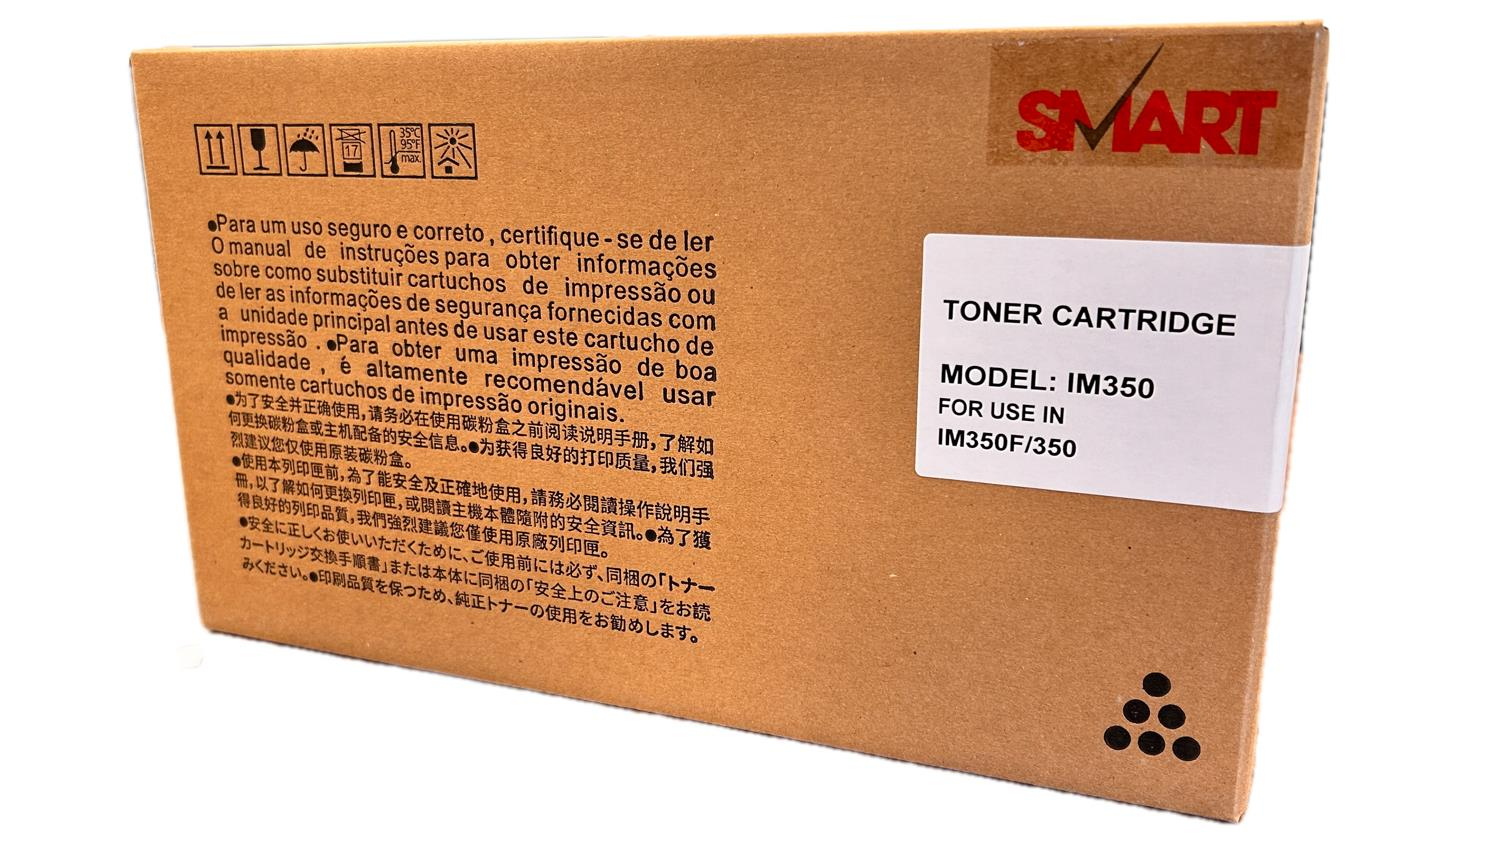 SMART
17
35°C
95°F
max.
●Para um uso seguro e correto , certifique - se de ler
O manual de instruções para obter informações
sobre como substituir cartuchos de impressão ou
de ler as informações de segurança fornecidas com
a unidade principal antes de usar este cartucho de
impressão . ●Para obter uma impressão de boa
qualidade , é altamente recomendável usar
somente cartuchos de impressão originais.
●为了安全并正确使用，请务必在使用碳粉盒之前阅读说明手册，了解如
何更换碳粉盒或主机配备的安全信息。●为获得良好的打印质量，我们强
烈建议您仅使用原装碳粉盒。
●使用本列印匣前，為了能安全及正確地使用，請務必閱讀操作說明手
冊，以了解如何更換列印匣，或閱讀主機本體隨附的安全資訊。●為了獲
得良好的列印品質，我們強烈建議您僅使用原廠列印匣。
●安全に正しくお使いいただくために、ご使用前には必ず、同梱の「トナー
カートリッジ交換手順書」または本体に同梱の「安全上のご注意」をお読
みください。●印刷品質を保つため、純正トナーの使用をお勧めします。
TONER CARTRIDGE
MODEL: IM350
FOR USE IN
IM350F/350